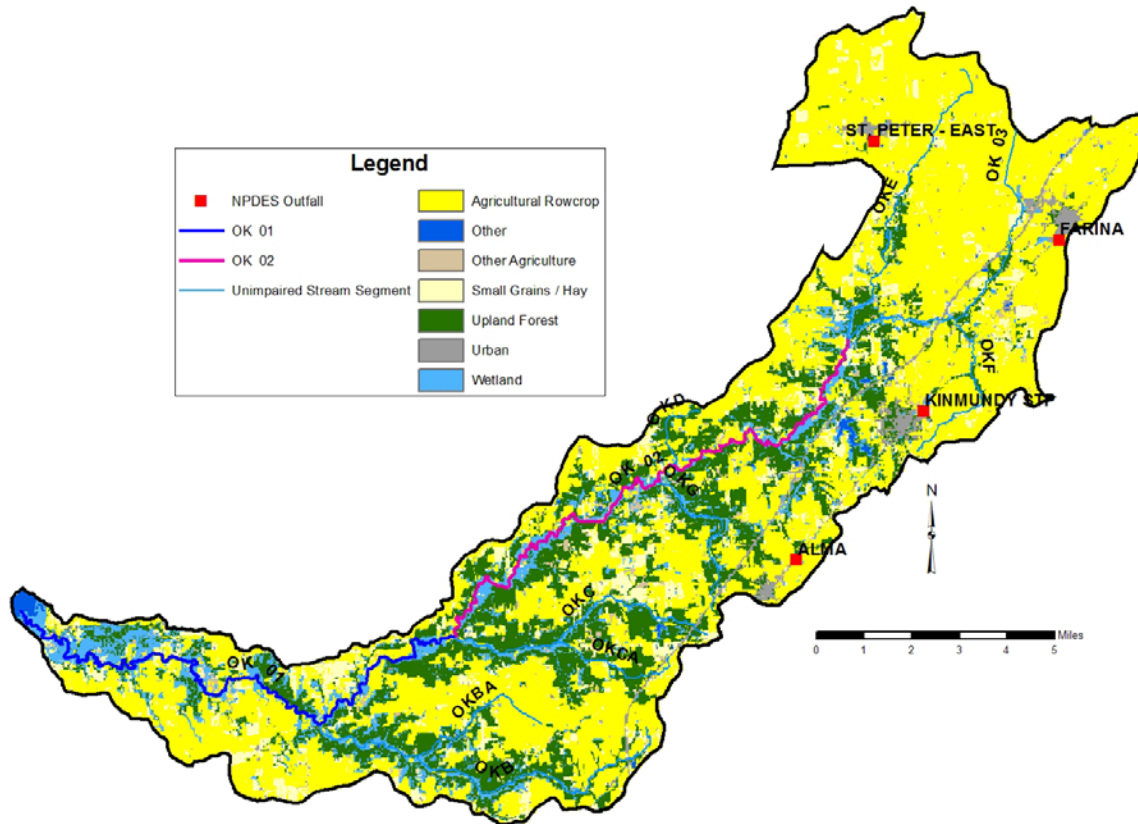 ST. PETER - EAST
OK 03
OKE
FARINA
Legend
NPDES Outfall
OK 01
OK 02
Unimpaired Stream Segment
Agricultural Rowcrop
Other
Other Agriculture
Small Grains / Hay
Upland Forest
Urban
Wetland
OKF
KINMUNDY STP
OKD
OK 02
OKG
N
ALMA
OKC
OKCA
0 1 2 3 4 5 Miles
OK 01
OKBA
OKB